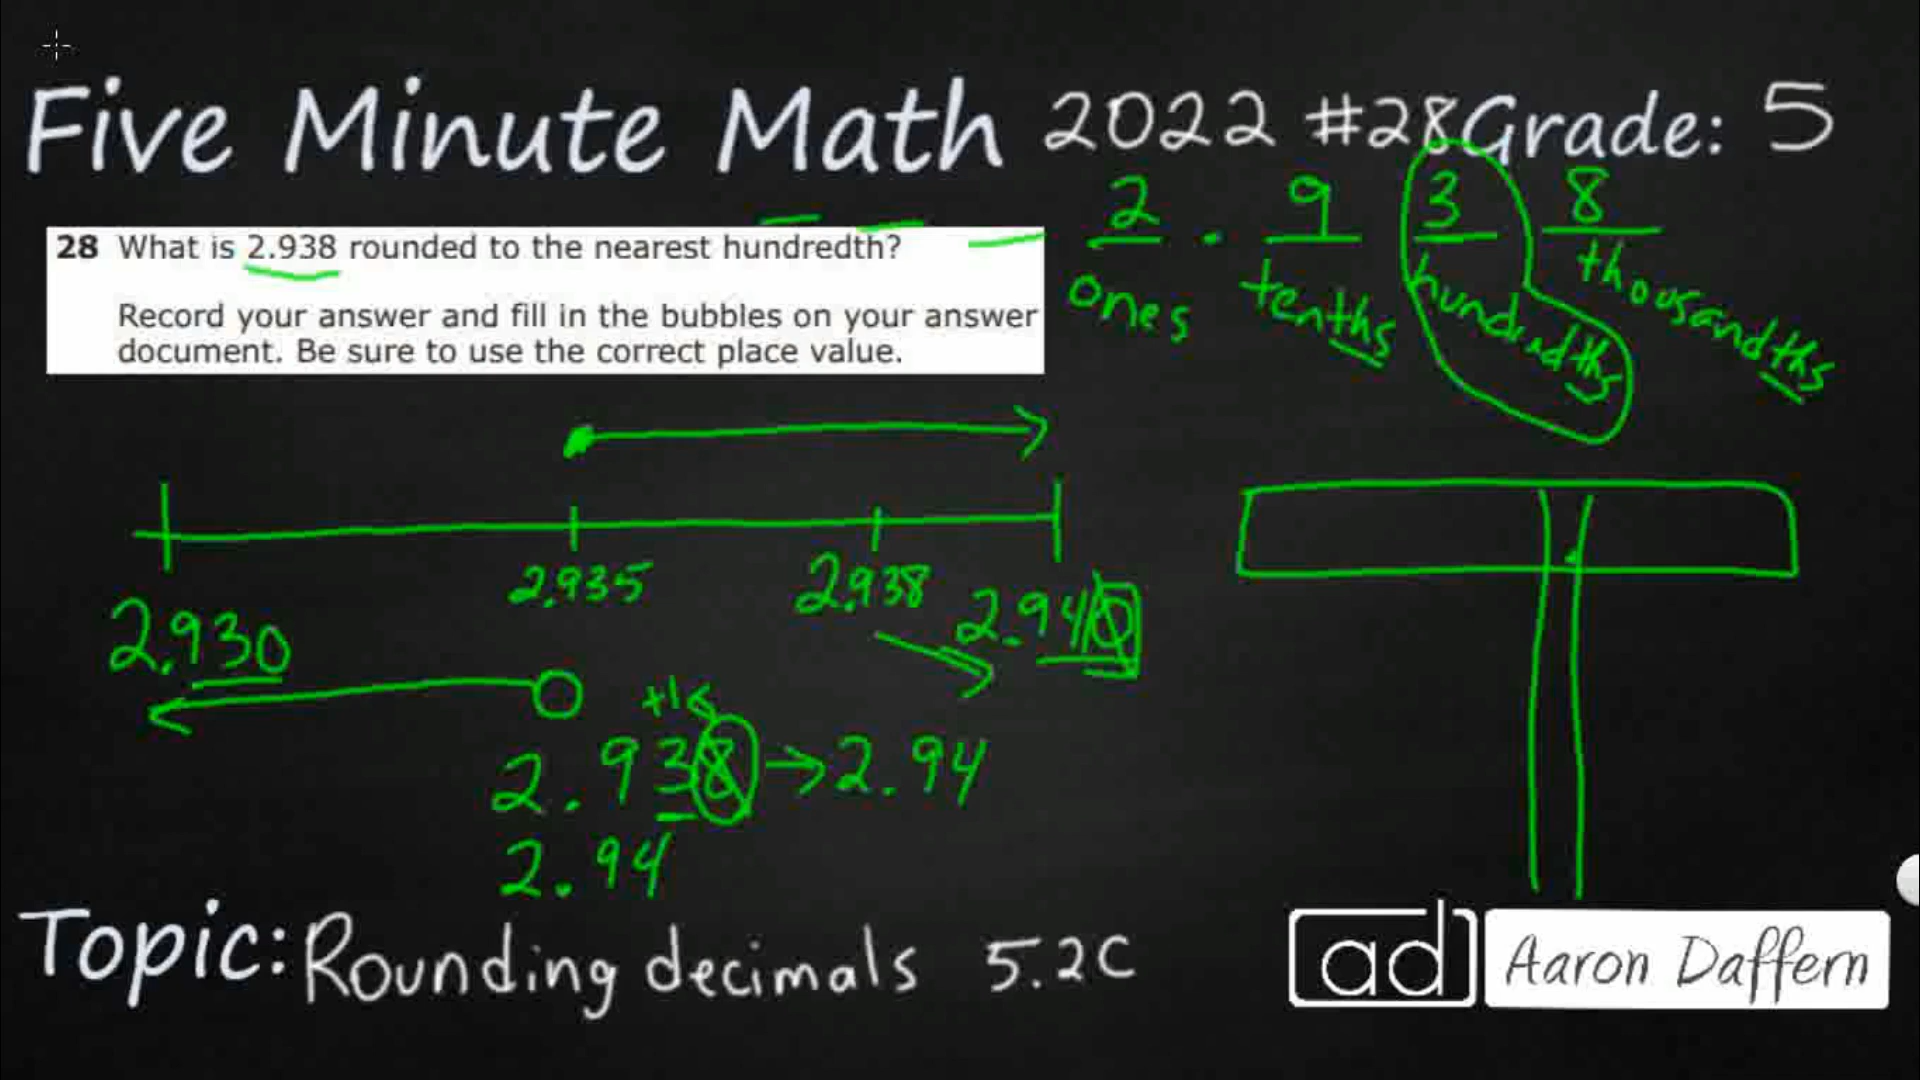 Five Minute Math 2022 #28 Grade: 5
28 What is 2.938 rounded to the nearest hundredth?
Record your answer and fill in the bubbles on your answer
document. Be sure to use the correct place value.
2 . 9 3 8
ones tenths hundredths thousandths
2.930 2.935 2.938 2.940
+1
2.938 → 2.94
2.94
Topic: Rounding decimals 5.2C
ad Aaron Daffern